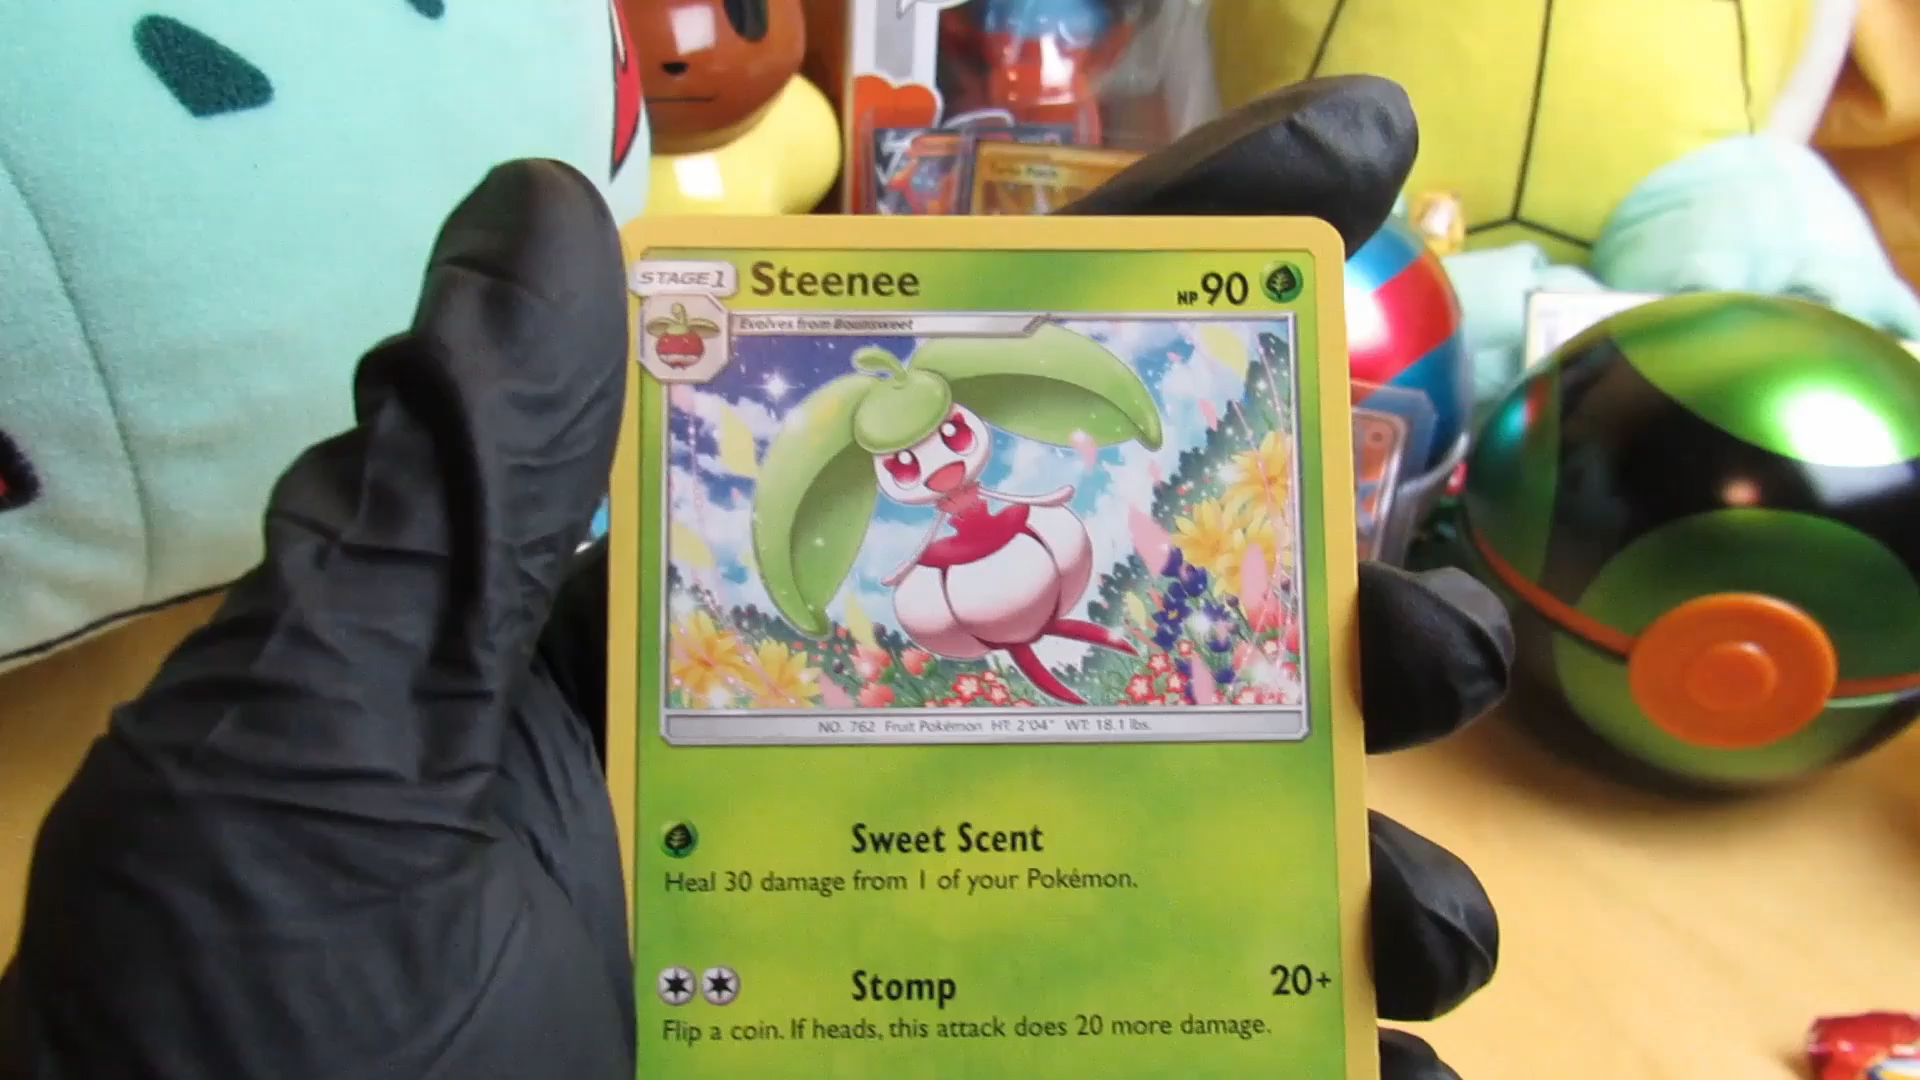 STAGE 1 Steenee HP 90
Evolves from Bounsweet
NO. 762 Fruit Pokémon HT: 2'04" WT: 18.1 lbs.
Sweet Scent
Heal 30 damage from 1 of your Pokémon.
Stomp 20+
Flip a coin. If heads, this attack does 20 more damage.